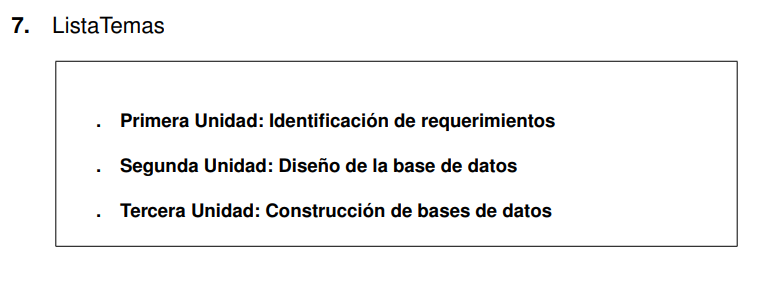 7. ListaTemas
. Primera Unidad: Identificación de requerimientos
. Segunda Unidad: Diseño de la base de datos
. Tercera Unidad: Construcción de bases de datos